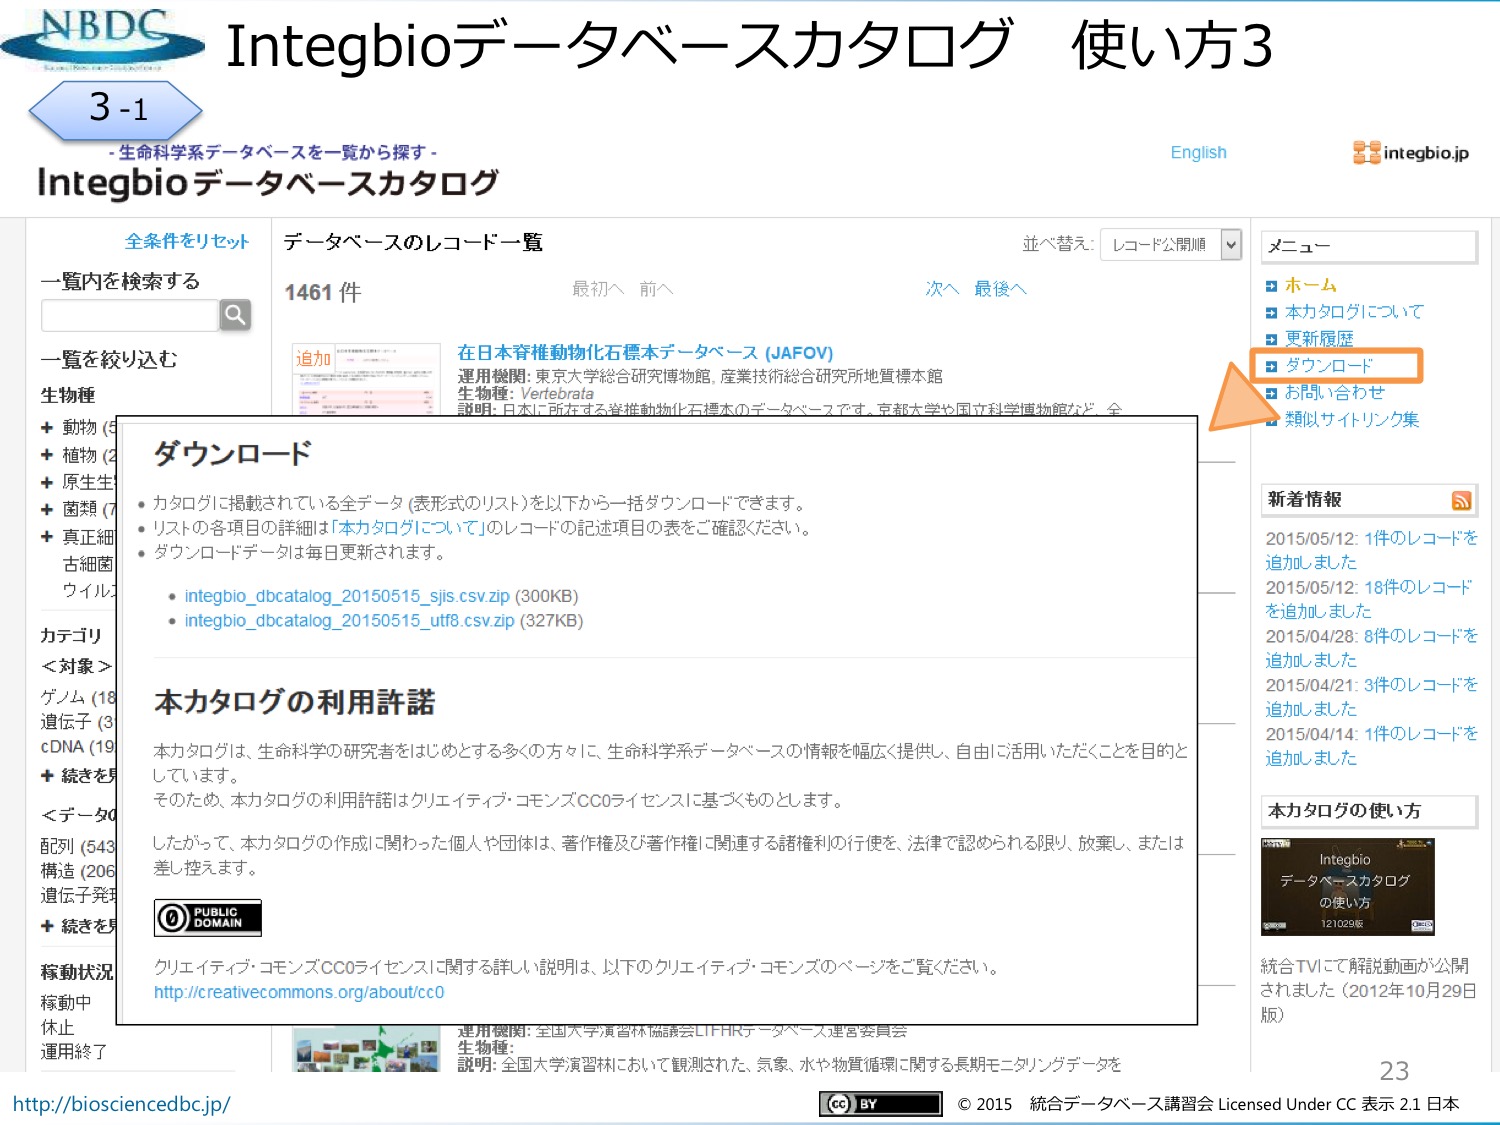 NBDC
Integbioデータベースカタログ　使い方3
3 -1
- 生命科学系データベースを一覧から探す -
Integbioデータベースカタログ
English
integbio.jp
全条件をリセット
一覧内を検索する
一覧を絞り込む
生物種
+ 動物 (5
+ 植物 (2
+ 原生生
+ 菌類 (7
+ 真正細
古細菌
ウイル
カテゴリ
＜対象＞
ゲノム (18
遺伝子 (3
cDNA (19
+ 続きを
＜データの
配列 (543
構造 (206
遺伝子発現
+ 続きを
稼動状況
稼動中
休止
運用終了
データベースのレコード一覧
並べ替え: レコード公開順
1461 件
最初へ 前へ
次へ 最後へ
追加
在日本脊椎動物化石標本データベース (JAFOV)
運用機関: 東京大学総合研究博物館, 産業技術総合研究所地質標本館
生物種: Vertebrata
説明: 日本に所在する脊椎動物化石標本のデータベースです。京都大学や国立科学博物館など、全
ダウンロード
• カタログに掲載されている全データ (表形式のリスト)を以下から一括ダウンロードできます。
• リストの各項目の詳細は「本カタログについて」のレコードの記述項目の表をご確認ください。
• ダウンロードデータは毎日更新されます。
• integbio_dbcatalog_20150515_sjis.csv.zip (300KB)
• integbio_dbcatalog_20150515_utf8.csv.zip (327KB)
本カタログの利用許諾
本カタログは、生命科学の研究者をはじめとする多くの方々に、生命科学系データベースの情報を幅広く提供し、自由に活用いただくことを目的と
しています。
そのため、本カタログの利用許諾はクリエイティブ・コモンズCC0ライセンスに基づくものとします。
したがって、本カタログの作成に関わった個人や団体は、著作権及び著作権に関連する諸権利の行使を、法律で認められる限り、放棄し、または
差し控えます。
PUBLIC
DOMAIN
クリエイティブ・コモンズCC0ライセンスに関する詳しい説明は、以下のクリエイティブ・コモンズのページをご覧ください。
http://creativecommons.org/about/cc0
運用機関: 全国大学演習林協議会LTFHRデータベース運営委員会
生物種:
説明: 全国大学演習林において観測された、気象、水や物質循環に関する長期モニタリングデータを
メニュー
ホーム
本カタログについて
更新履歴
ダウンロード
お問い合わせ
類似サイトリンク集
新着情報
2015/05/12: 1件のレコードを
追加しました
2015/05/12: 18件のレコード
を追加しました
2015/04/28: 8件のレコードを
追加しました
2015/04/21: 3件のレコードを
追加しました
2015/04/14: 1件のレコードを
追加しました
本カタログの使い方
Integbio
データベースカタログ
の使い方
121029版
統合TVにて解説動画が公開
されました（2012年10月29日
版）
23
http://biosciencedbc.jp/
cc BY
© 2015　統合データベース講習会 Licensed Under CC 表示 2.1 日本